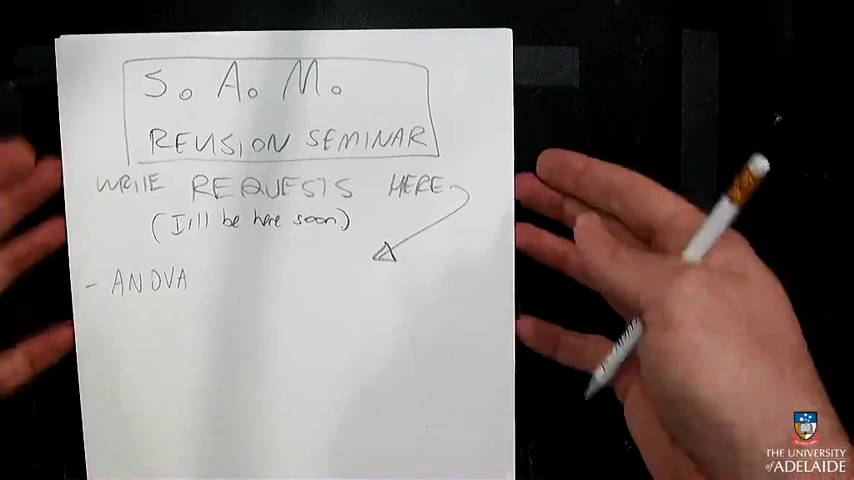 S. A. M.
REVISION SEMINAR
WRITE REQUESTS HERE
(I'll be here soon)
- ANOVA
THE UNIVERSITY
of ADELAIDE